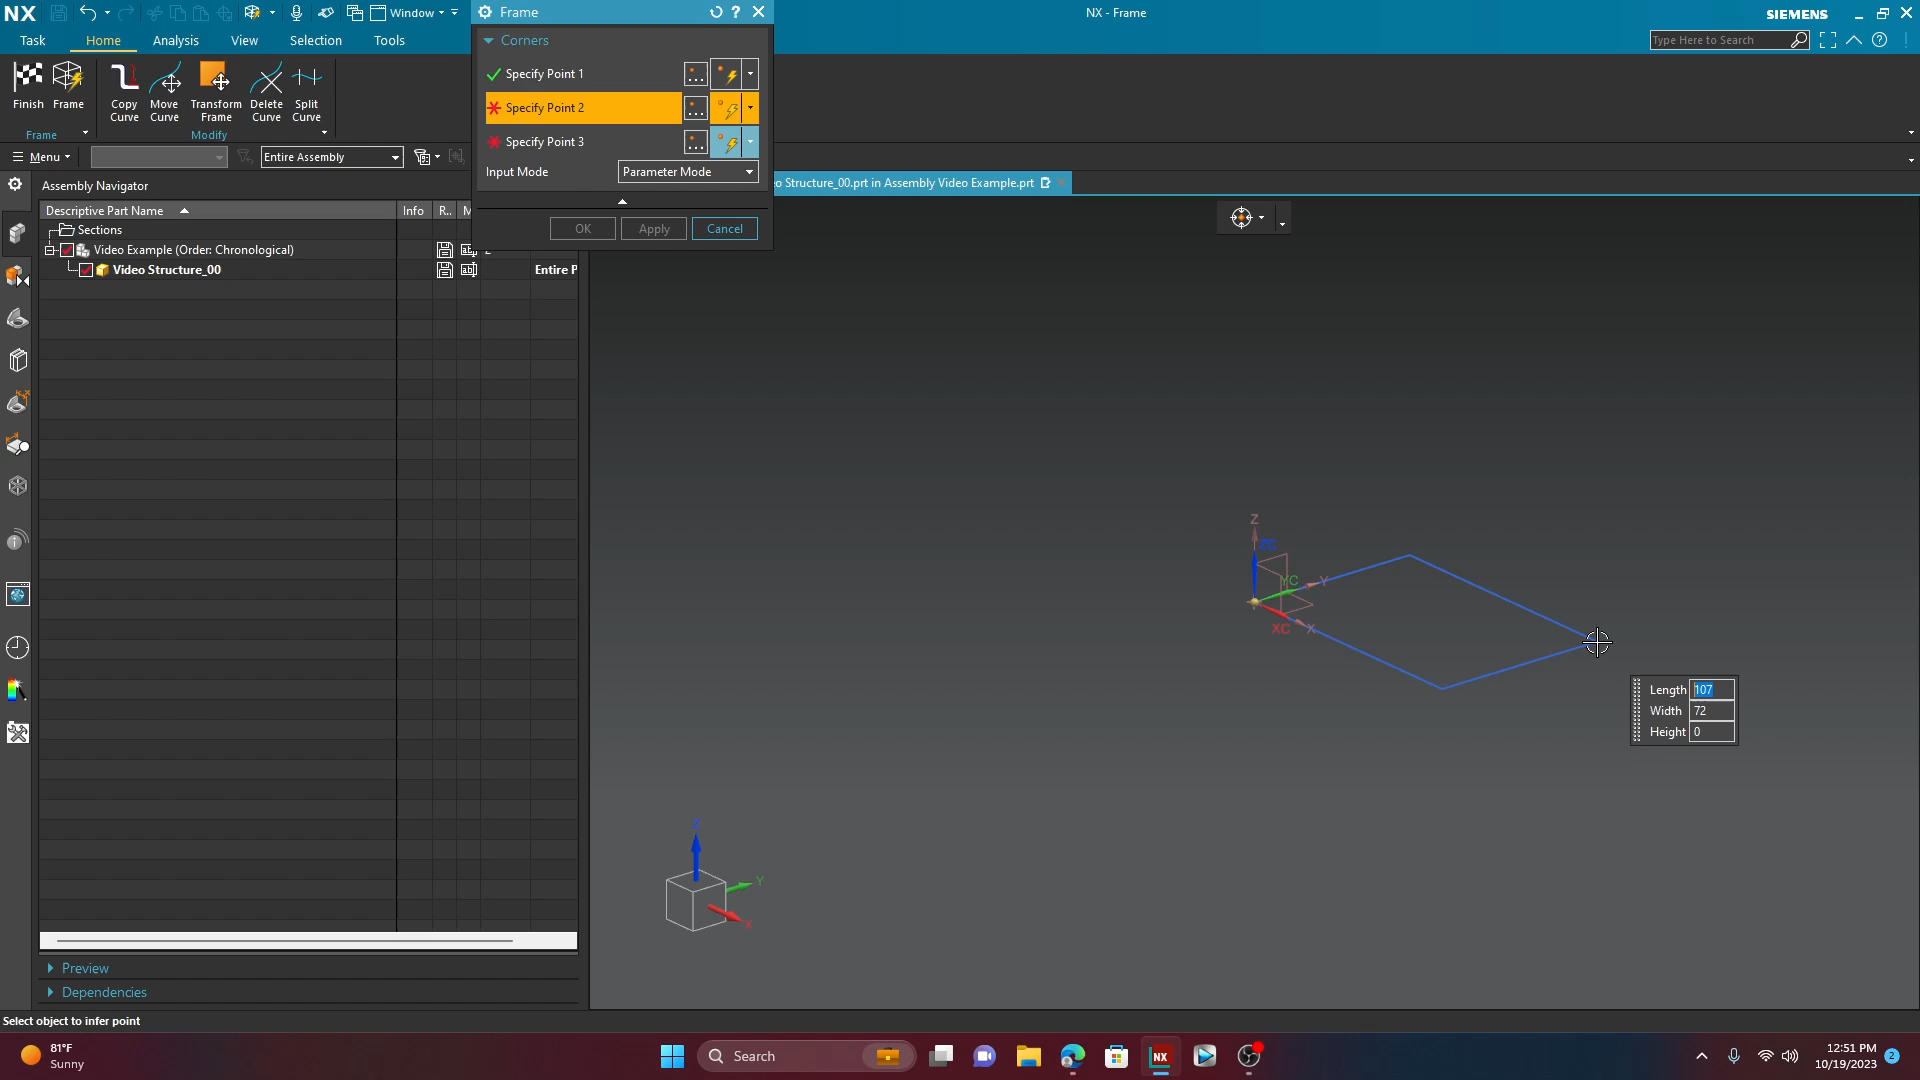 NX
Window
Frame
NX - Frame
SIEMENS
Task
Home
Analysis
View
Selection
Tools
Corners
Type Here to Search
Specify Point 1
Finish
Frame
Copy Curve
Move Curve
Transform Frame
Delete Curve
Split Curve
Specify Point 2
Frame
Modify
Specify Point 3
Menu
Entire Assembly
Input Mode
Parameter Mode
Assembly Navigator
Structure_00.prt in Assembly Video Example.prt
Descriptive Part Name
Info
R..
M
OK
Apply
Cancel
Sections
Video Example (Order: Chronological)
Video Structure_00
Entire P
Z
ZC
YC
Y
XC
X
Length 107
Width 72
Height 0
Z
Y
X
Preview
Dependencies
Select object to infer point
81°F
Sunny
Search
NX
12:51 PM
10/19/2023
2